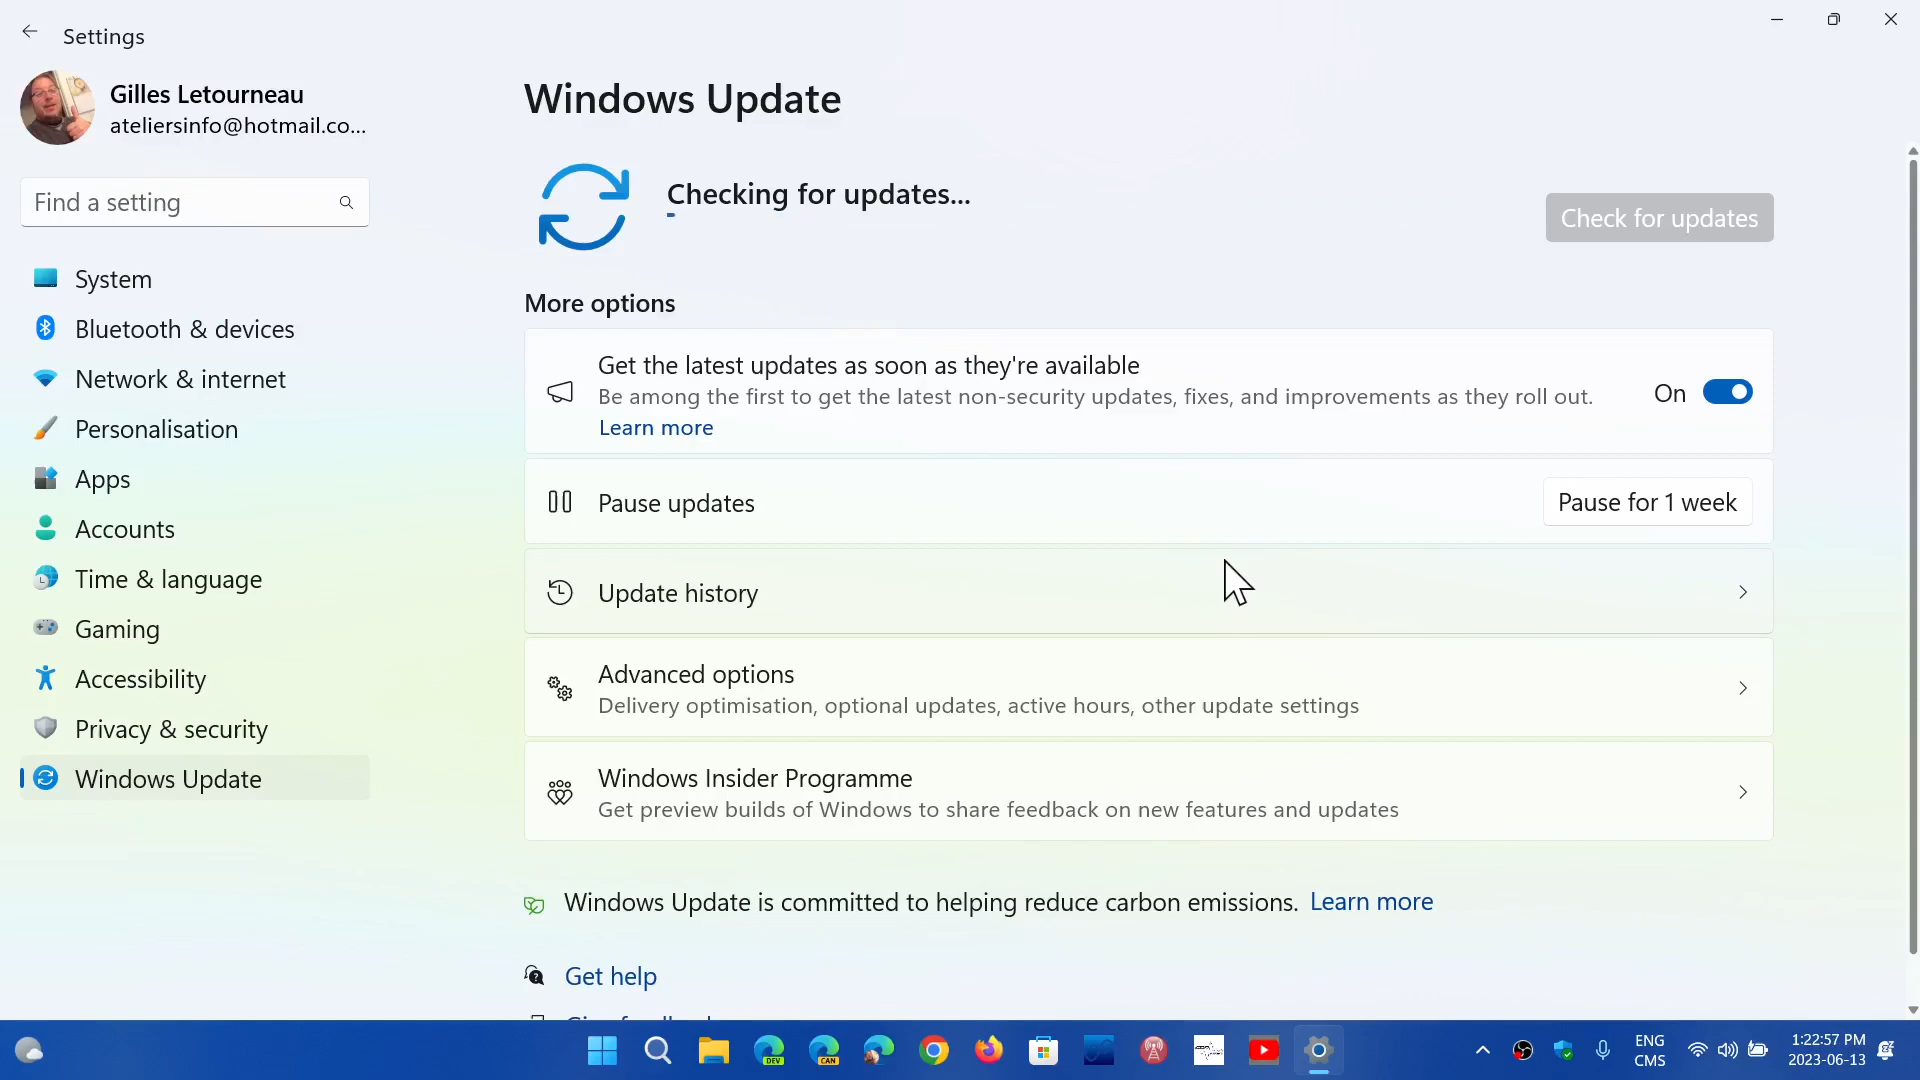 Settings
Gilles Letourneau
ateliersinfo@hotmail.co...
Find a setting
System
Bluetooth & devices
Network & internet
Personalisation
Apps
Accounts
Time & language
Gaming
Accessibility
Privacy & security
Windows Update
Windows Update
Checking for updates...
Check for updates
More options
Get the latest updates as soon as they're available
Be among the first to get the latest non-security updates, fixes, and improvements as they roll out.
Learn more
On
Pause updates
Pause for 1 week
Update history
Advanced options
Delivery optimisation, optional updates, active hours, other update settings
Windows Insider Programme
Get preview builds of Windows to share feedback on new features and updates
Windows Update is committed to helping reduce carbon emissions. Learn more
Get help
DEV
CAN
ENG
CMS
1:22:57 PM
2023-06-13